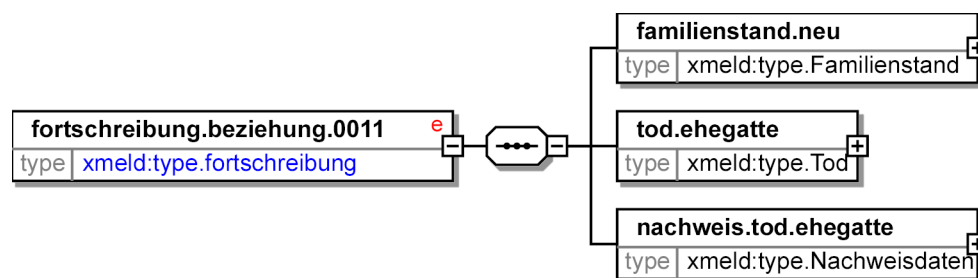 familienstand.neu
type xmeld:type.Familienstand
fortschreibung.beziehung.0011 e
type xmeld:type.fortschreibung
tod.ehegatte
type xmeld:type.Tod
nachweis.tod.ehegatte
type xmeld:type.Nachweisdaten